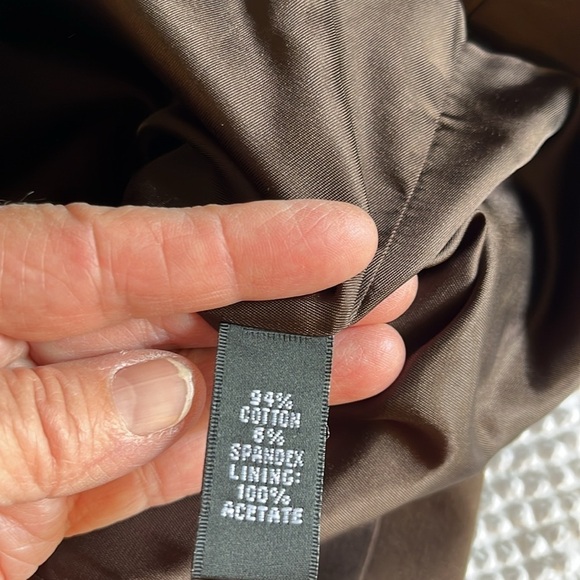 94%
COTTON
6%
SPANDEX
LINING:
100%
ACETATE